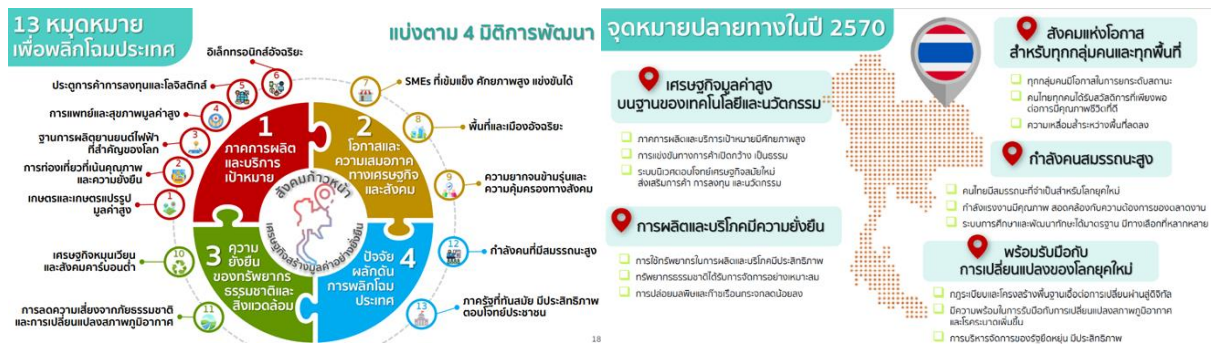 13 หมุดหมาย
เพื่อพลิกโฉมประเทศ
แบ่งตาม 4 มิติการพัฒนา
อิเล็กทรอนิกส์อัจฉริยะ
6
ประตูการค้าการลงทุนและโลจิสติกส์
5
การแพทย์และสุขภาพมูลค่าสูง
4
ฐานการผลิตยานยนต์ไฟฟ้า
ที่สำคัญของโลก
3
การท่องเที่ยวที่เน้นคุณภาพ
และความยั่งยืน
2
เกษตรและเกษตรแปรรูป
มูลค่าสูง
1
1
ภาคการผลิต
และบริการ
เป้าหมาย
2
โอกาสและ
ความเสมอภาค
ทางเศรษฐกิจ
และสังคม
7
SMEs ที่เข้มแข็ง ศักยภาพสูง แข่งขันได้
8
พื้นที่และเมืองอัจฉริยะ
9
ความยากจนข้ามรุ่นและ
ความคุ้มครองทางสังคม
สังคมก้าวหน้า
เศรษฐกิจสร้างมูลค่าอย่างยั่งยืน
เศรษฐกิจหมุนเวียน
และสังคมคาร์บอนต่ำ
10
การลดความเสี่ยงจากภัยธรรมชาติ
และการเปลี่ยนแปลงสภาพภูมิอากาศ
11
3 ความ
ยั่งยืน
ของทรัพยากร
ธรรมชาติและ
สิ่งแวดล้อม
ปัจจัย 4
ผลักดัน
การพลิกโฉม
ประเทศ
12
กำลังคนที่มีสมรรถนะสูง
13
ภาครัฐที่ทันสมัย มีประสิทธิภาพ
ตอบโจทย์ประชาชน
18
จุดหมายปลายทางในปี 2570
เศรษฐกิจมูลค่าสูง
บนฐานของเทคโนโลยีและนวัตกรรม
ภาคการผลิตและบริการเป้าหมายมีศักยภาพสูง
การแข่งขันทางการค้าเปิดกว้าง เป็นธรรม
ระบบนิเวศตอบโจทย์เศรษฐกิจสมัยใหม่
ส่งเสริมการค้า การลงทุน และนวัตกรรม
การผลิตและบริโภคมีความยั่งยืน
การใช้ทรัพยากรในการผลิตและบริโภคมีประสิทธิภาพ
ทรัพยากรธรรมชาติได้รับการจัดการอย่างเหมาะสม
การปล่อยมลพิษและก๊าซเรือนกระจกลดน้อยลง
สังคมแห่งโอกาส
สำหรับทุกกลุ่มคนและทุกพื้นที่
ทุกกลุ่มคนมีโอกาสในการยกระดับสถานะ
คนไทยทุกคนได้รับสวัสดิการที่เพียงพอ
ต่อการมีคุณภาพชีวิตที่ดี
ความเหลื่อมล้ำระหว่างพื้นที่ลดลง
กำลังคนสมรรถนะสูง
คนไทยมีสมรรถนะที่จำเป็นสำหรับโลกยุคใหม่
กำลังแรงงานมีคุณภาพ สอดคล้องกับความต้องการของตลาดงาน
ระบบการศึกษาและพัฒนาทักษะได้มาตรฐาน มีทางเลือกที่หลากหลาย
พร้อมรับมือกับ
การเปลี่ยนแปลงของโลกยุคใหม่
กฎระเบียบและโครงสร้างพื้นฐานเอื้อต่อการเปลี่ยนผ่านสู่ดิจิทัล
มีความพร้อมในการรับมือกับการเปลี่ยนแปลงสภาพภูมิอากาศ
และโรคระบาดเพิ่มขึ้น
การบริหารจัดการของรัฐยืดหยุ่น มีประสิทธิภาพ